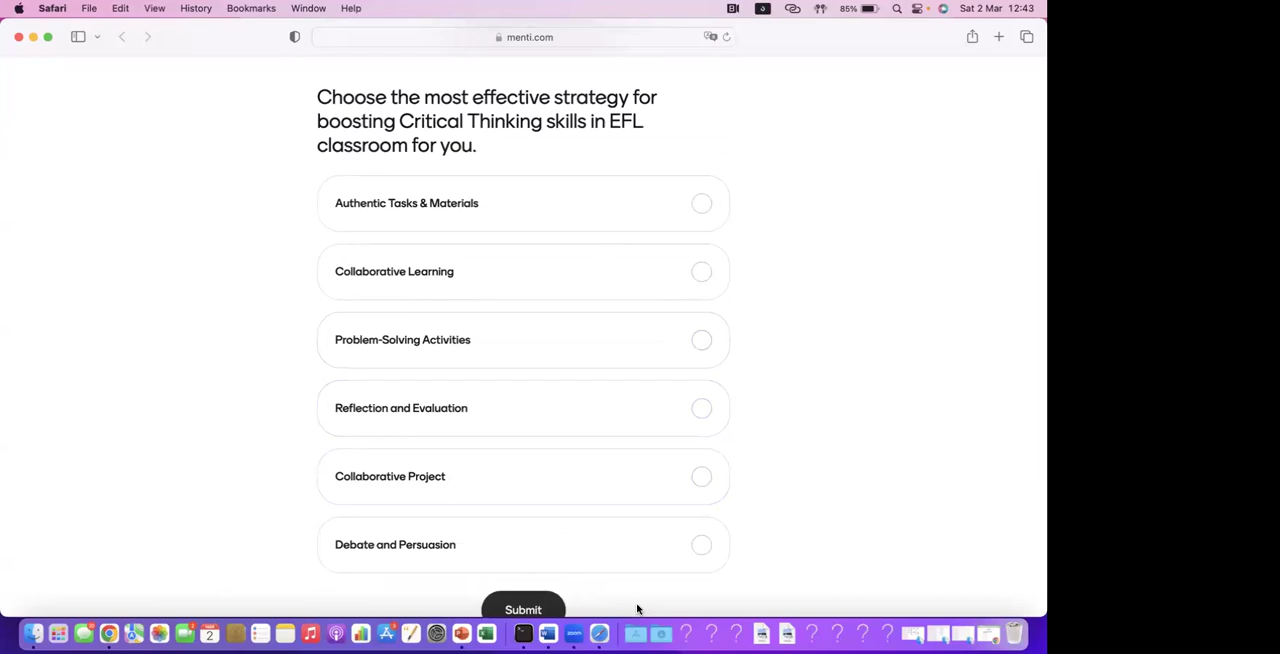 Safari File Edit View History Bookmarks Window Help 85% Sat 2 Mar 12:43
menti.com
Choose the most effective strategy for
boosting Critical Thinking skills in EFL
classroom for you.
Authentic Tasks & Materials
Collaborative Learning
Problem-Solving Activities
Reflection and Evaluation
Collaborative Project
Debate and Persuasion
Submit